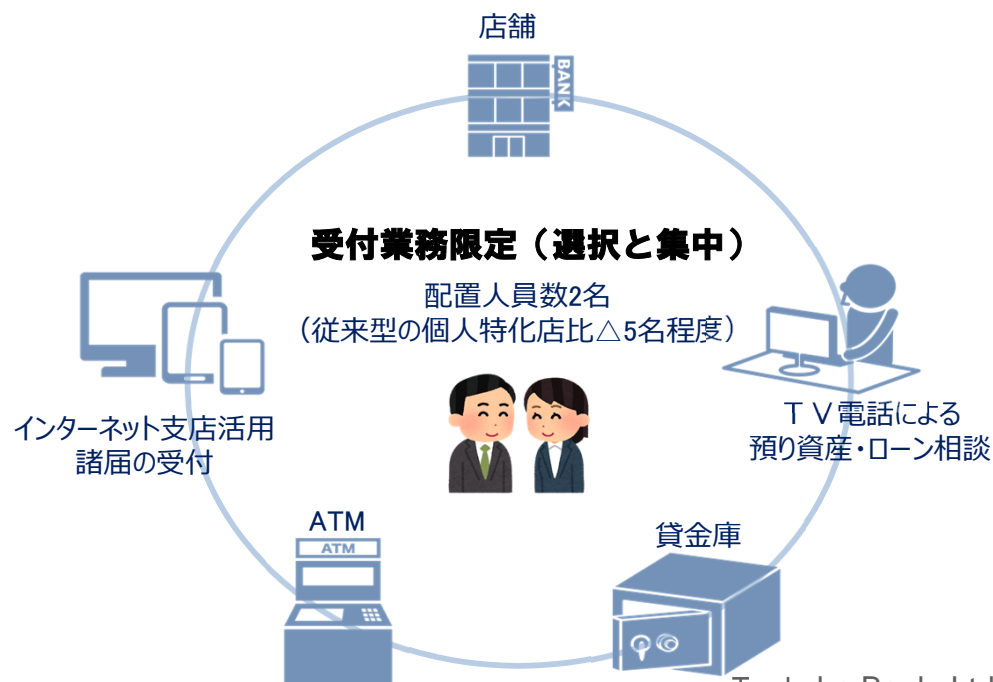 店舗
BANK
受付業務限定（選択と集中）
配置人員数2名
（従来型の個人特化店比△5名程度）
インターネット支店活用
諸届の受付
ＴＶ電話による
預り資産・ローン相談
ATM
ATM
貸金庫